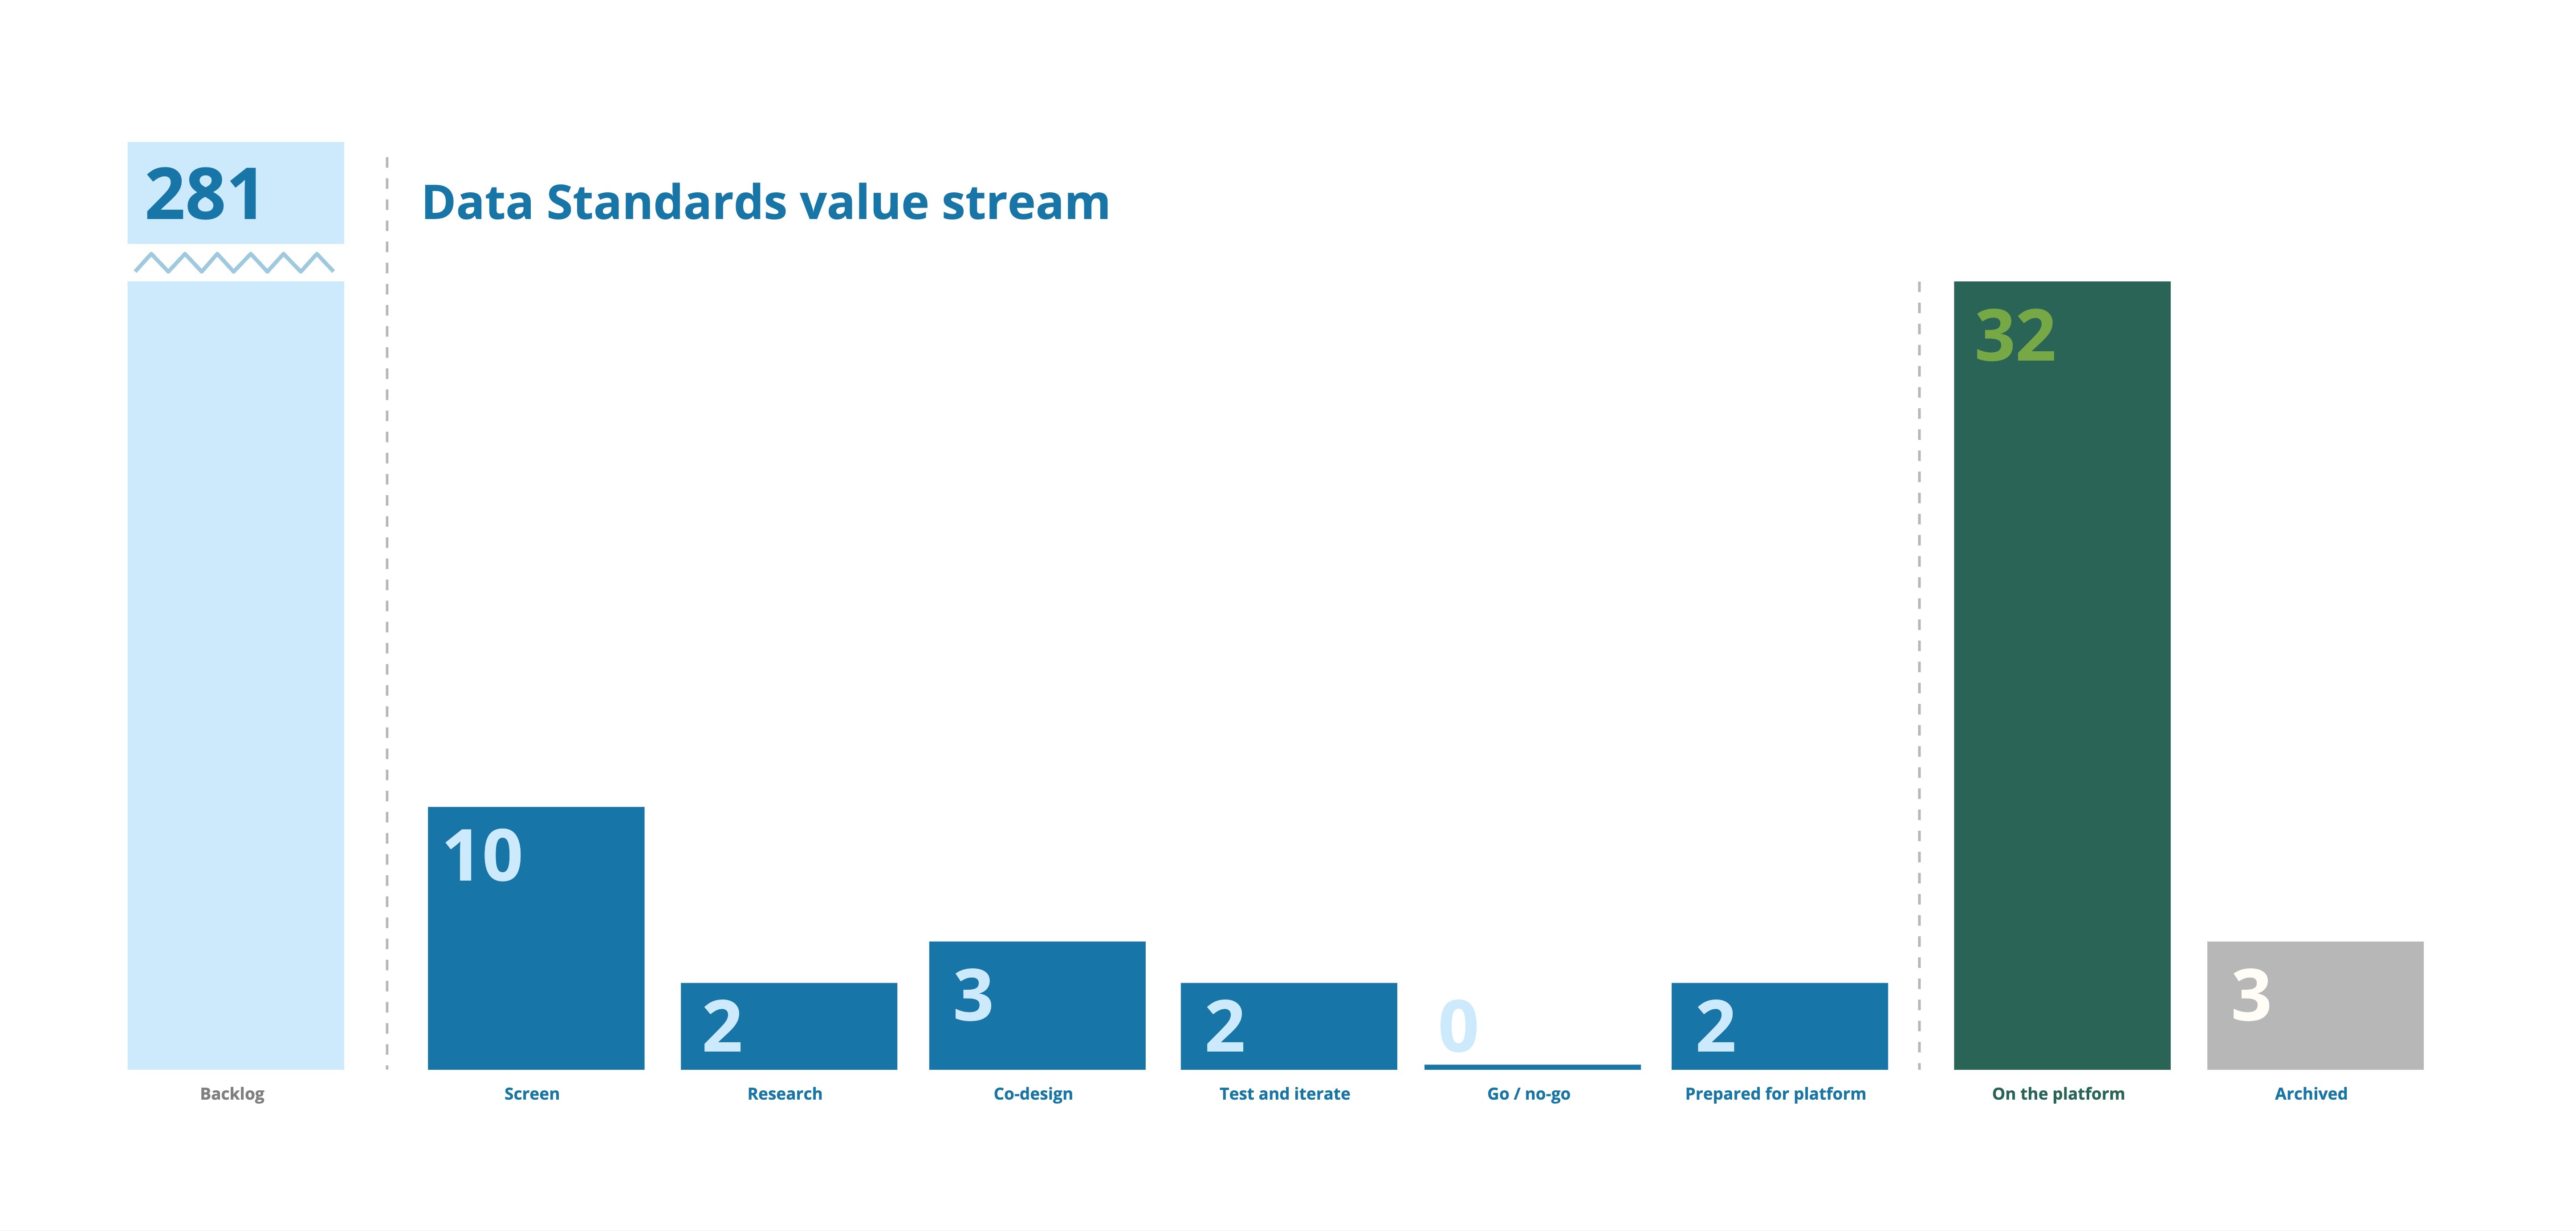 281
Data Standards value stream
32
10
2
3
2
0
2
3
Backlog
Screen
Research
Co-design
Test and iterate
Go / no-go
Prepared for platform
On the platform
Archived